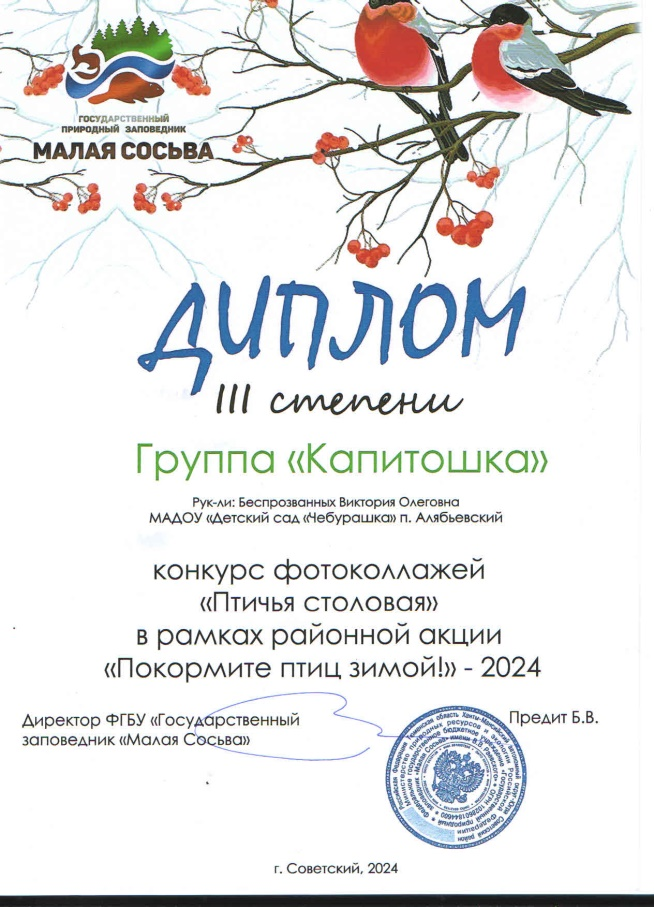 ГОСУДАРСТВЕННЫЙ
ПРИРОДНЫЙ ЗАПОВЕДНИК
МАЛАЯ СОСЬВА
ДИПЛОМ
III степени
Группа «Капитошка»
Рук-ли: Беспрозванных Виктория Олеговна
МАДОУ «Детский сад «Чебурашка» п. Алябьевский
конкурс фотоколлажей
«Птичья столовая»
в рамках районной акции
«Покормите птиц зимой!» - 2024
Директор ФГБУ «Государственный
заповедник «Малая Сосьва»
Предит Б.В.
г. Советский, 2024